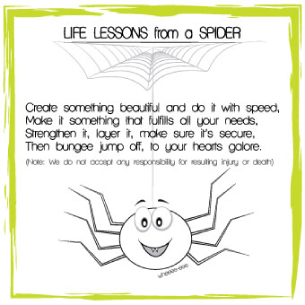 LIFE LESSONS from a SPIDER
Create something beautiful and do it with speed,
Make it something that fulfills all your needs,
Strengthen it, layer it, make sure it's secure,
Then bungee jump off, to your hearts galore.
(Note: We do not accept any responsibility for resulting injury or death)